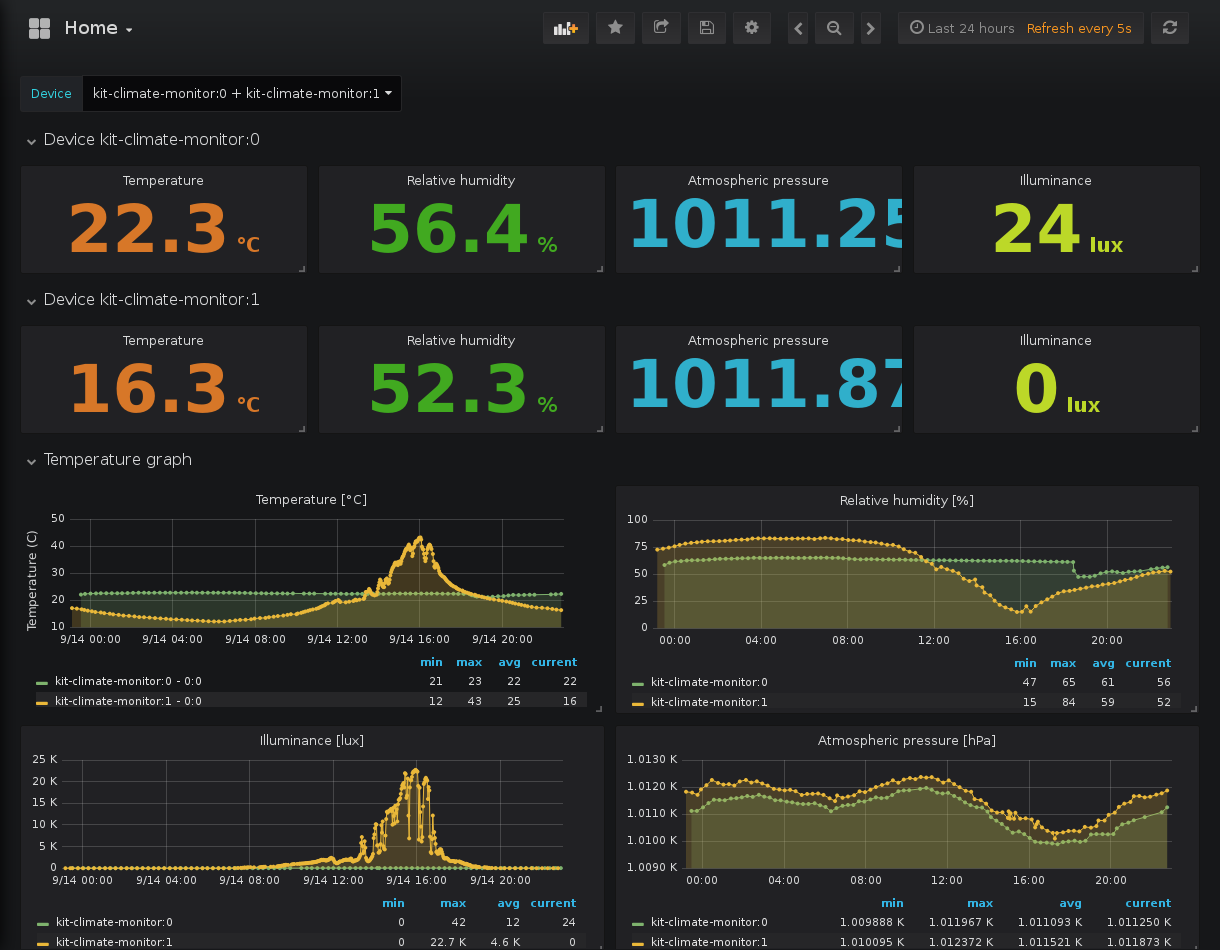 Home
Last 24 hours Refresh every 5s
Device kit-climate-monitor:0 + kit-climate-monitor:1
Device kit-climate-monitor:0
Temperature Relative humidity Atmospheric pressure Illuminance
22.3 °C 56.4 % 1011.25 24 lux
Device kit-climate-monitor:1
Temperature Relative humidity Atmospheric pressure Illuminance
16.3 °C 52.3 % 1011.87 0 lux
Temperature graph
Temperature [°C]
Temperature (C)
50
40
30
20
10
9/14 00:00 9/14 04:00 9/14 08:00 9/14 12:00 9/14 16:00 9/14 20:00
min max avg current
kit-climate-monitor:0 - 0:0 21 23 22 22
kit-climate-monitor:1 - 0:0 12 43 25 16
Relative humidity [%]
100
75
50
25
0
00:00 04:00 08:00 12:00 16:00 20:00
min max avg current
kit-climate-monitor:0 47 65 61 56
kit-climate-monitor:1 15 84 59 52
Illuminance [lux]
25 K
20 K
15 K
10 K
5 K
0
9/14 00:00 9/14 04:00 9/14 08:00 9/14 12:00 9/14 16:00 9/14 20:00
min max avg current
kit-climate-monitor:0 0 42 12 24
kit-climate-monitor:1 0 22.7 K 4.6 K 0
Atmospheric pressure [hPa]
1.0130 K
1.0120 K
1.0110 K
1.0100 K
1.0090 K
00:00 04:00 08:00 12:00 16:00 20:00
min max avg current
kit-climate-monitor:0 1.009888 K 1.011967 K 1.011093 K 1.011250 K
kit-climate-monitor:1 1.010095 K 1.012372 K 1.011521 K 1.011873 K